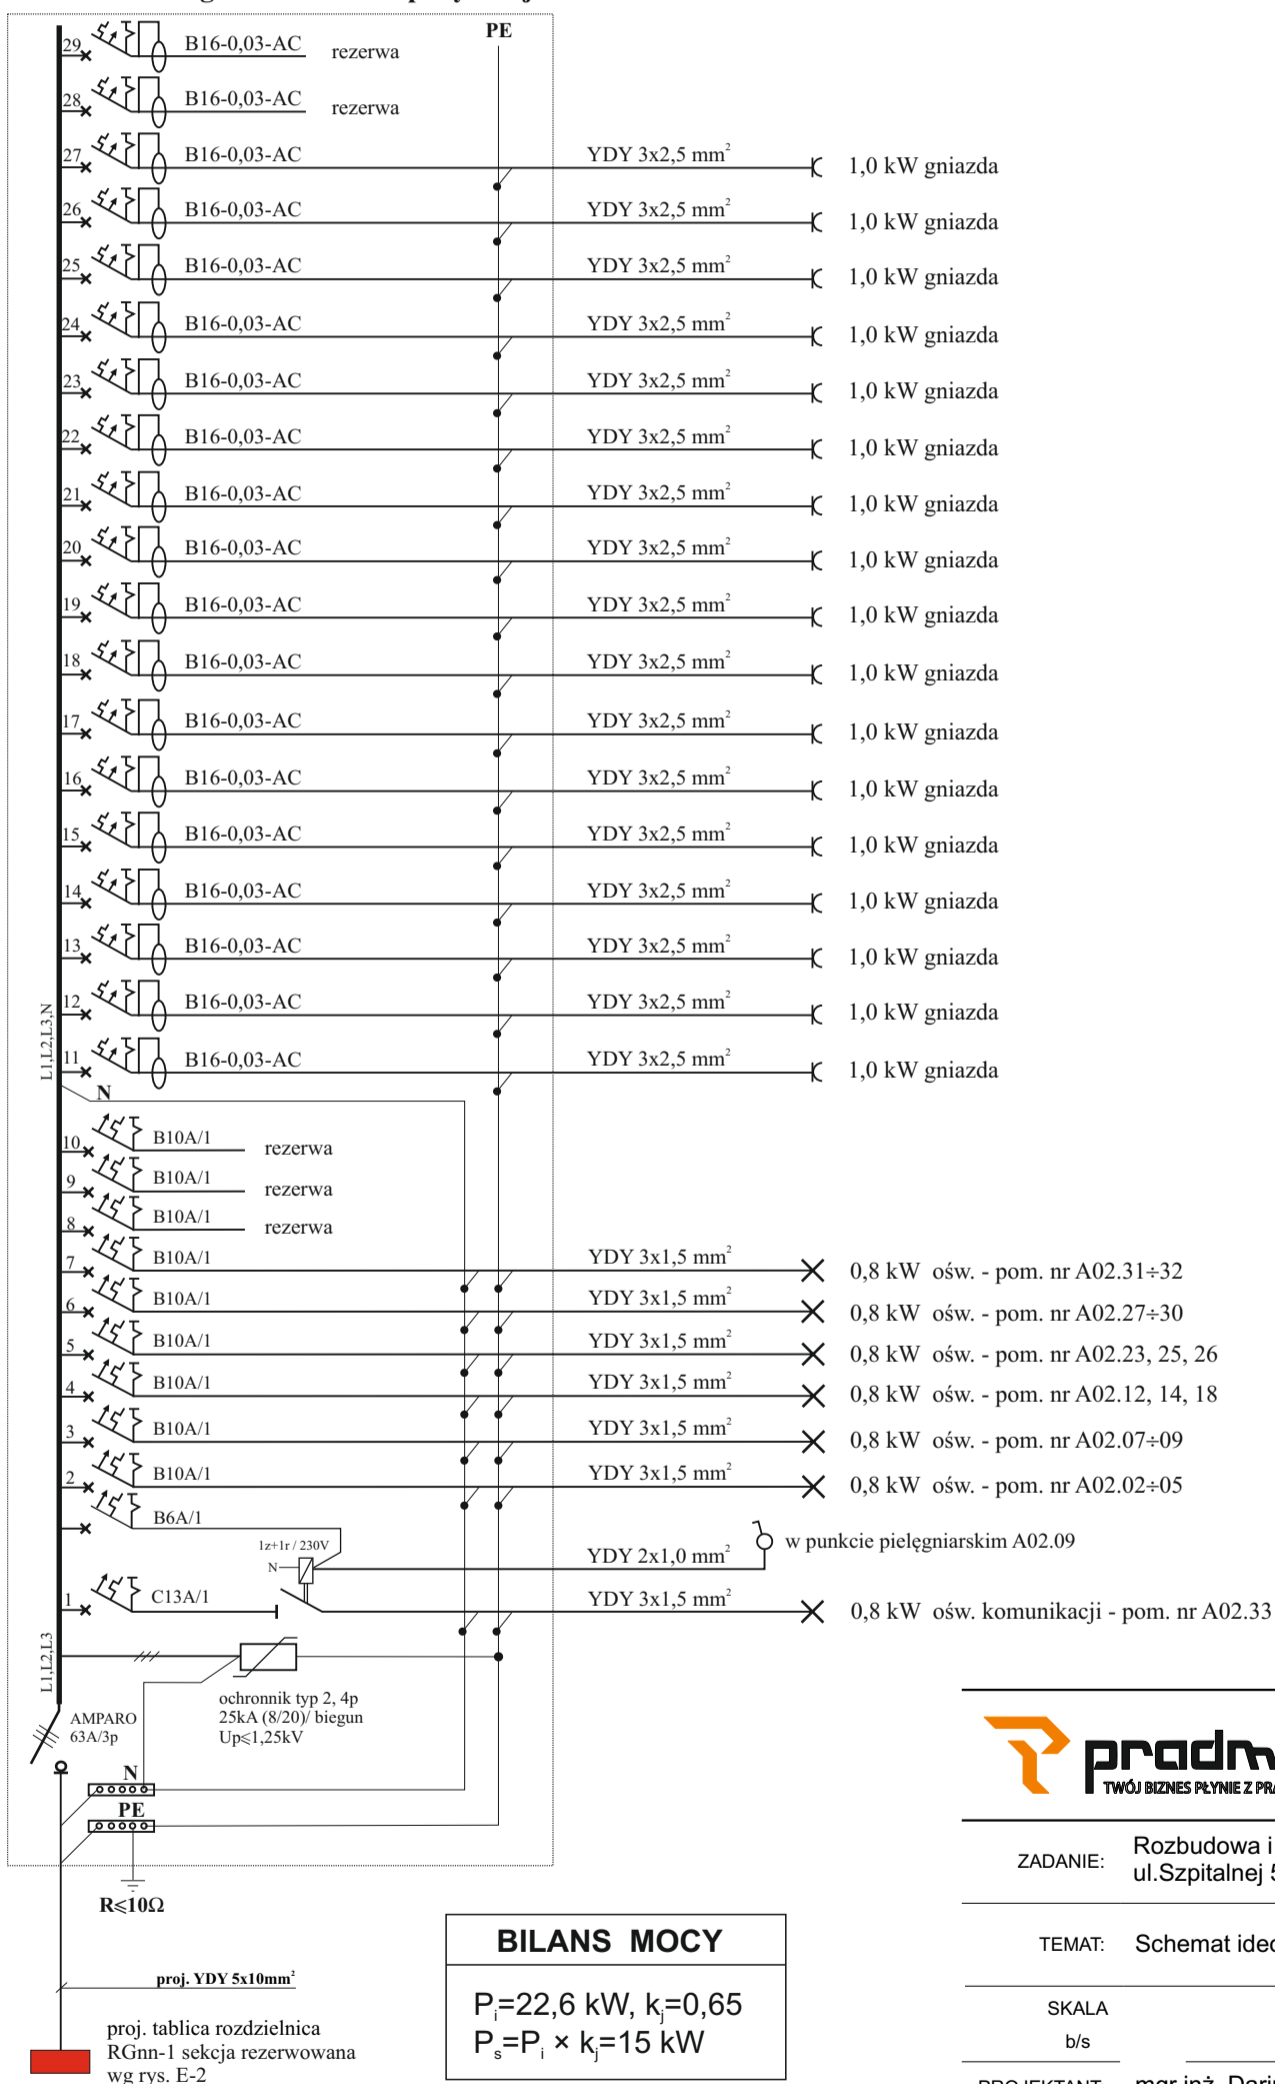 PE
29 B16-0,03-AC rezerwa
28 B16-0,03-AC rezerwa
27 B16-0,03-AC YDY 3x2,5 mm² 1,0 kW gniazda
26 B16-0,03-AC YDY 3x2,5 mm² 1,0 kW gniazda
25 B16-0,03-AC YDY 3x2,5 mm² 1,0 kW gniazda
24 B16-0,03-AC YDY 3x2,5 mm² 1,0 kW gniazda
23 B16-0,03-AC YDY 3x2,5 mm² 1,0 kW gniazda
22 B16-0,03-AC YDY 3x2,5 mm² 1,0 kW gniazda
21 B16-0,03-AC YDY 3x2,5 mm² 1,0 kW gniazda
20 B16-0,03-AC YDY 3x2,5 mm² 1,0 kW gniazda
19 B16-0,03-AC YDY 3x2,5 mm² 1,0 kW gniazda
18 B16-0,03-AC YDY 3x2,5 mm² 1,0 kW gniazda
17 B16-0,03-AC YDY 3x2,5 mm² 1,0 kW gniazda
16 B16-0,03-AC YDY 3x2,5 mm² 1,0 kW gniazda
15 B16-0,03-AC YDY 3x2,5 mm² 1,0 kW gniazda
14 B16-0,03-AC YDY 3x2,5 mm² 1,0 kW gniazda
13 B16-0,03-AC YDY 3x2,5 mm² 1,0 kW gniazda
12 B16-0,03-AC YDY 3x2,5 mm² 1,0 kW gniazda
L1,L2,L3,N
11 B16-0,03-AC YDY 3x2,5 mm² 1,0 kW gniazda
N
10 B10A/1 rezerwa
9 B10A/1 rezerwa
8 B10A/1 rezerwa
7 B10A/1 YDY 3x1,5 mm² 0,8 kW ośw. - pom. nr A02.31÷32
6 B10A/1 YDY 3x1,5 mm² 0,8 kW ośw. - pom. nr A02.27÷30
5 B10A/1 YDY 3x1,5 mm² 0,8 kW ośw. - pom. nr A02.23, 25, 26
4 B10A/1 YDY 3x1,5 mm² 0,8 kW ośw. - pom. nr A02.12, 14, 18
3 B10A/1 YDY 3x1,5 mm² 0,8 kW ośw. - pom. nr A02.07÷09
2 B10A/1 YDY 3x1,5 mm² 0,8 kW ośw. - pom. nr A02.02÷05
B6A/1
1z+1r / 230V
N YDY 2x1,0 mm² w punkcie pielęgniarskim A02.09
1 C13A/1 YDY 3x1,5 mm² 0,8 kW ośw. komunikacji - pom. nr A02.33
L1,L2,L3
ochronnik typ 2, 4p
25kA (8/20)/ biegun
Up⩽1,25kV
AMPARO
63A/3p
N
PE
R⩽10Ω
proj. YDY 5x10mm²
proj. tablica rozdzielnica
RGnn-1 sekcja rezerwowana
wg rys. E-2
BILANS MOCY
Pᵢ=22,6 kW, kⱼ=0,65
Pₛ=Pᵢ × kⱼ=15 kW
TWÓJ BIZNES PŁYNIE Z
ZADANIE: Rozbudowa i
ul.Szpitalnej 5
TEMAT: Schemat
SKALA
b/s
mgr inż.